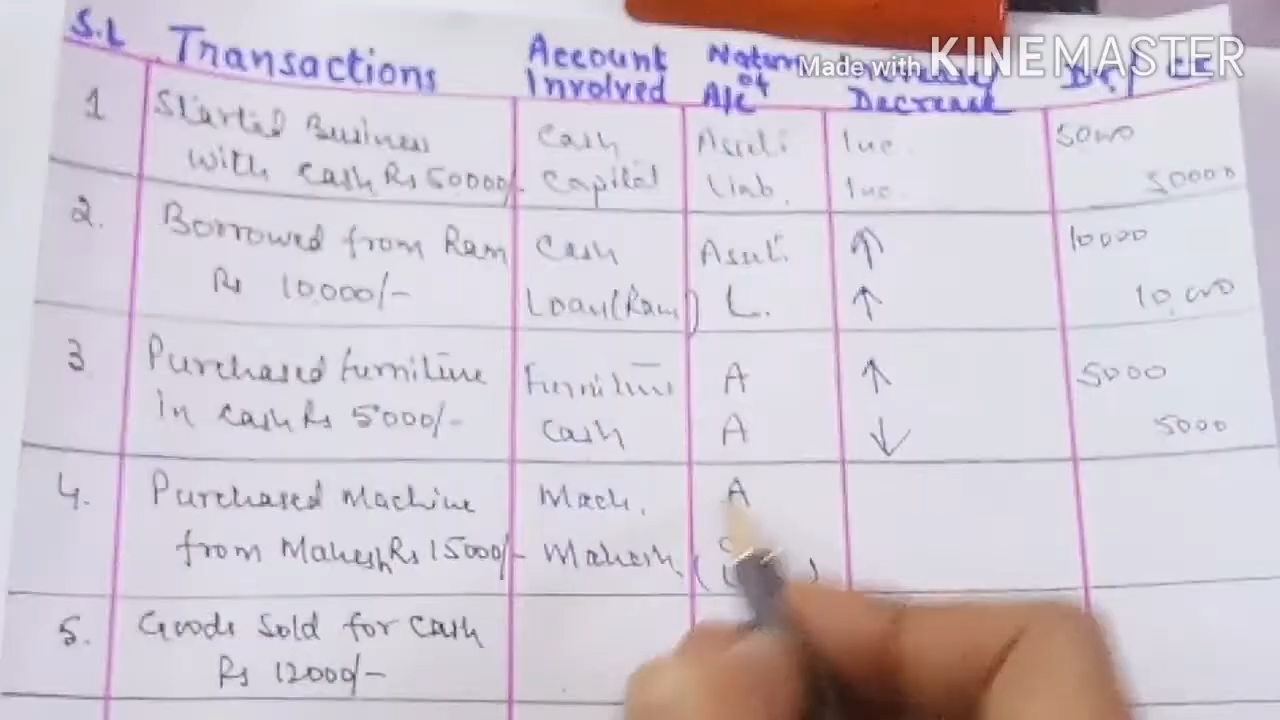 S.L Transactions Account Involved Nature of A/c Decrease Dr/ Cr
Made with KINEMASTER
1 Started Business Cash Asset Inc. 5000
with cash Rs 50000/- Capital Liab. Inc. 50000
2. Borrowed from Ram Cash Asset. ↑ 10000
Rs 10,000/- Loan (Ram) L. ↑ 10,000
3 Purchased furniture Furniture A ↑ 5000
in cash Rs 5000/- Cash A ↓ 5000
4. Purchased Machine Mach. A
from Mahesh Rs 15000/- Mahesh
5. Goods Sold for cash
Rs 12000/-